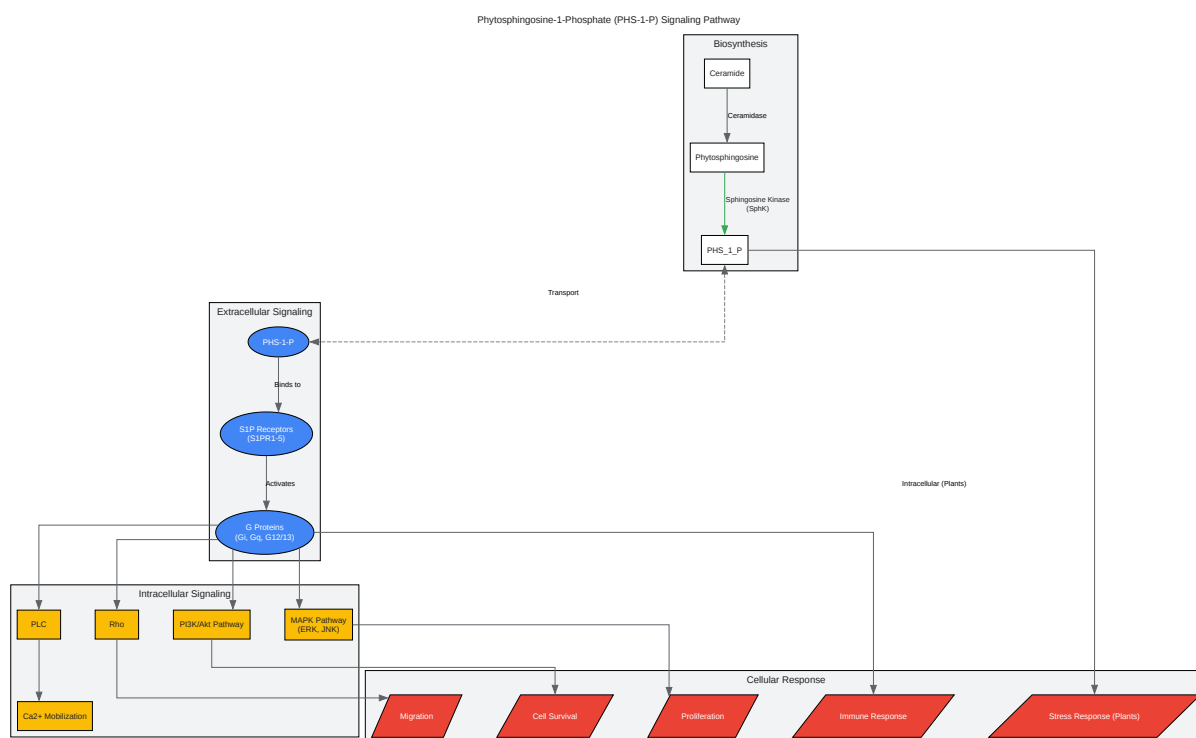 Phytosphingosine-1-Phosphate (PHS-1-P) Signaling Pathway
Biosynthesis
Ceramide
Ceramidase
Phytosphingosine
Sphingosine Kinase
(SphK)
PHS_1_P
Transport
Extracellular Signaling
PHS-1-P
Binds to
S1P Receptors
(S1PR1-5)
Activates
Intracellular (Plants)
G Proteins
(Gi, Gq, G12/13)
Intracellular Signaling
PLC
Rho
PI3K/Akt Pathway
MAPK Pathway
(ERK, JNK)
Ca2+ Mobilization
Cellular Response
Migration
Cell Survival
Proliferation
Immune Response
Stress Response (Plants)